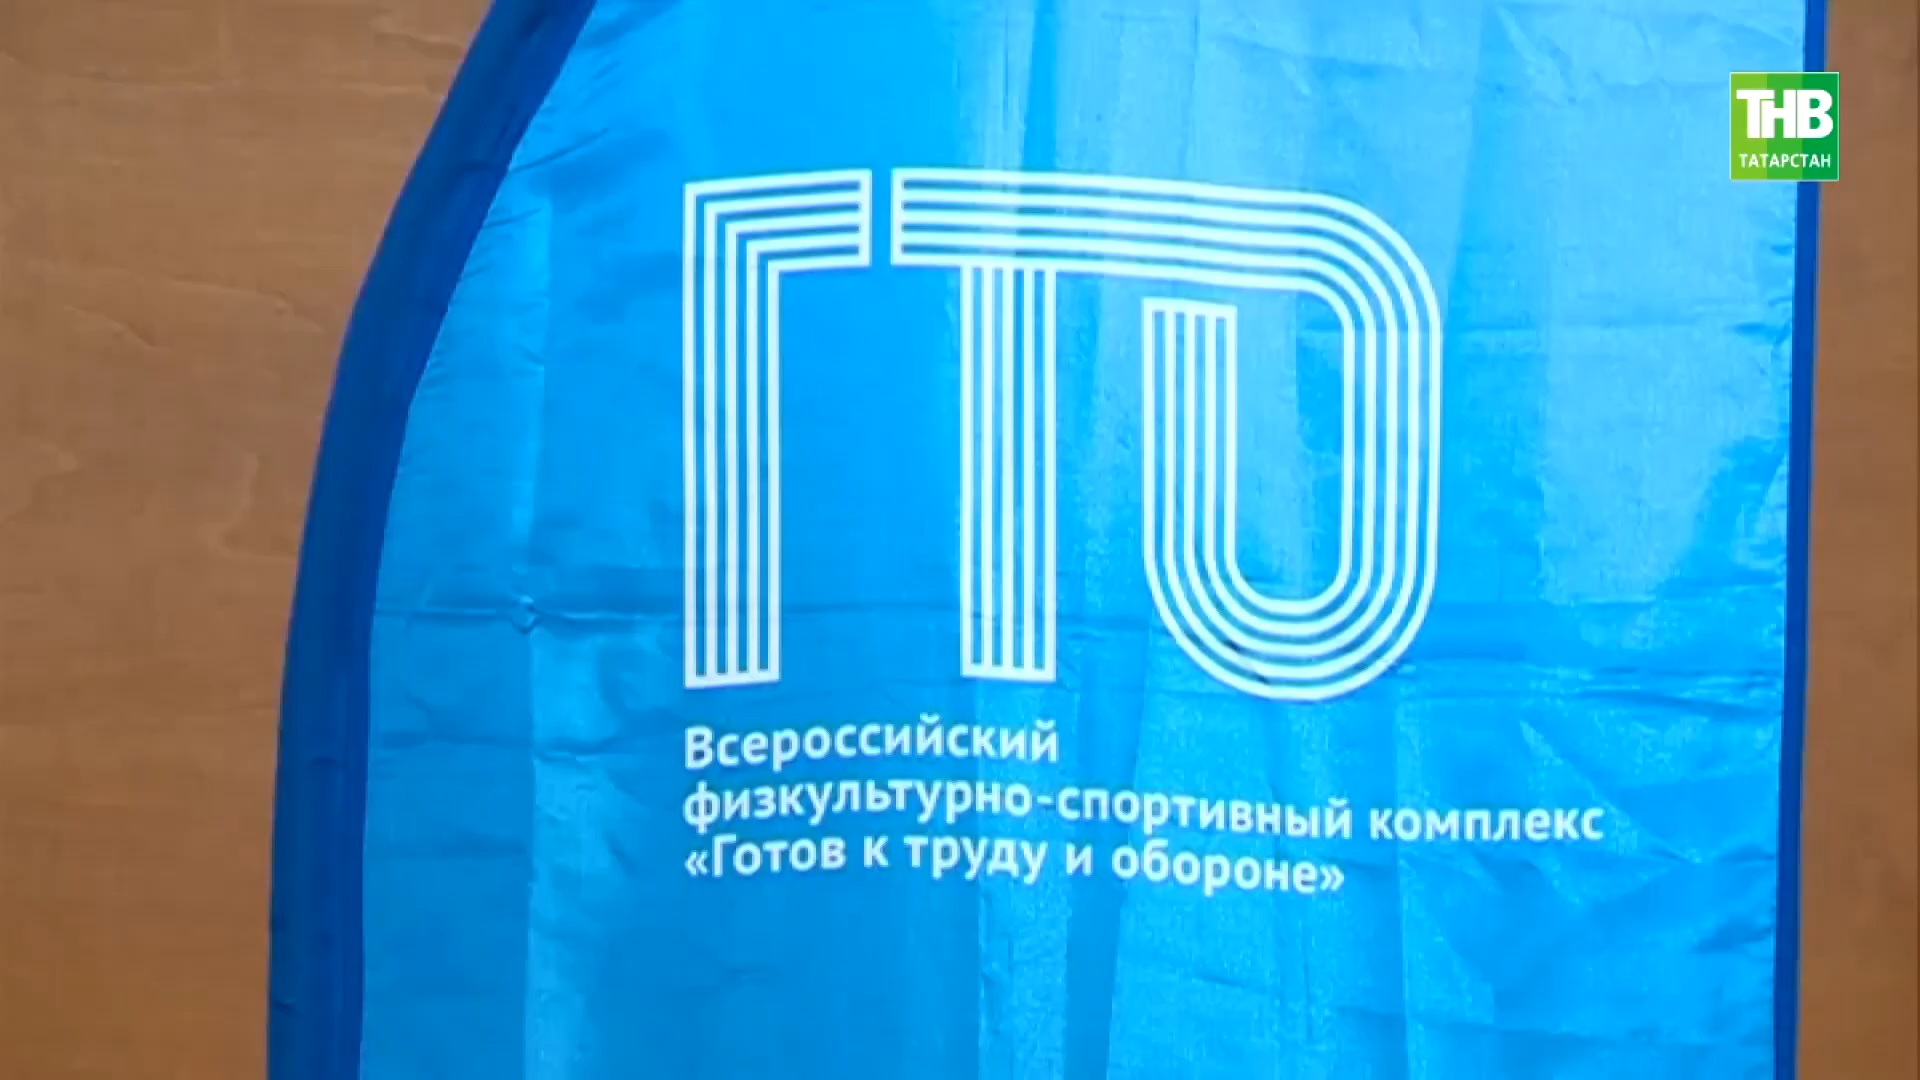 ТНВ
ТАТАРСТАН
ГТО
Всероссийский
физкультурно-спортивный комплекс
«Готов к труду и обороне»